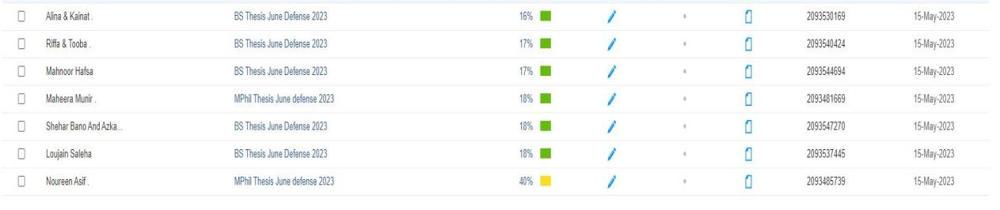 Alina & Kainat . BS Thesis June Defense 2023 16% 2093530169 15-May-2023
Riffa & Tooba . BS Thesis June Defense 2023 17% 2093540424 15-May-2023
Mahnoor Hafsa BS Thesis June Defense 2023 17% 2093544694 15-May-2023
Maheera Munir . MPhil Thesis June defense 2023 18% 2093481669 15-May-2023
Shehar Bano And Azka... BS Thesis June Defense 2023 18% 2093547270 15-May-2023
Loujain Saleha BS Thesis June Defense 2023 18% 2093537445 15-May-2023
Noureen Asif . MPhil Thesis June defense 2023 40% 2093485739 15-May-2023